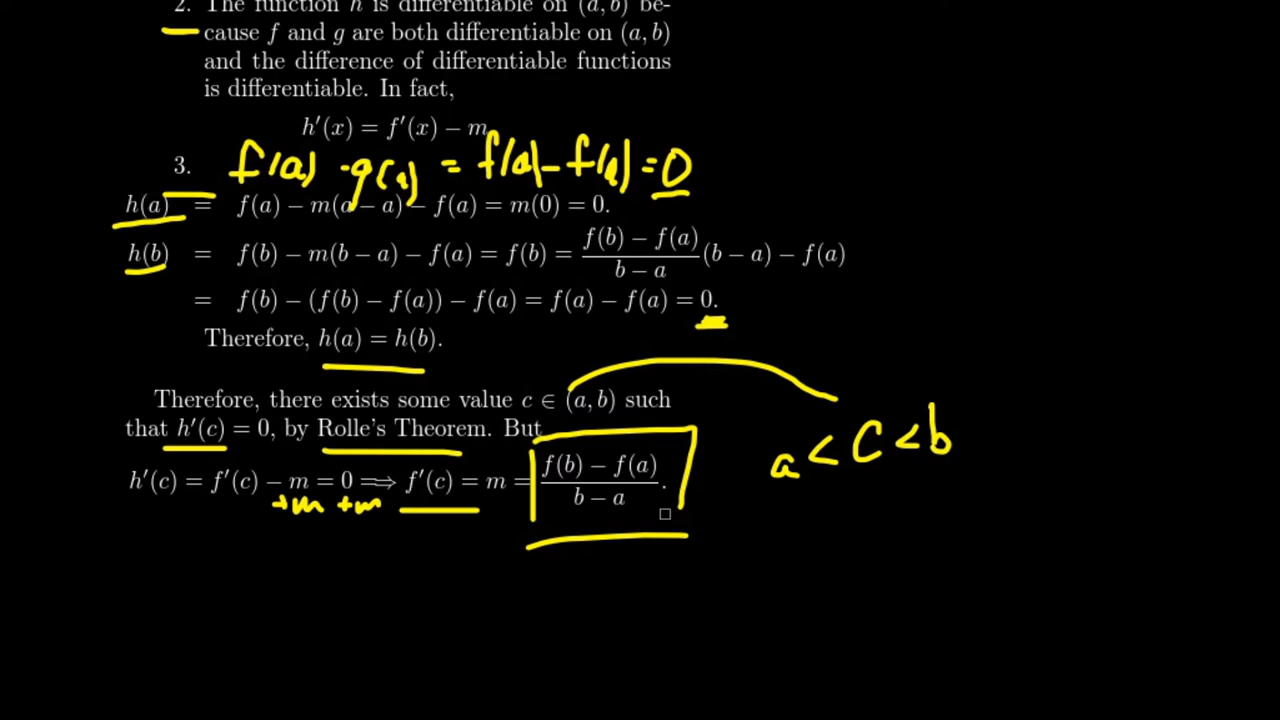 2. The function h is differentiable on (a, b) be-
cause f and g are both differentiable on (a, b)
and the difference of differentiable functions
is differentiable. In fact,
h′(x) = f′(x) − m
3. f(a) - g(a) = f(a) - f(a) = 0
h(a) = f(a) − m(a − a) − f(a) = m(0) = 0.
h(b) = f(b) − m(b − a) − f(a) = f(b) = \frac{f(b) − f(a)}{b − a}(b − a) − f(a)
= f(b) − (f(b) − f(a)) − f(a) = f(a) − f(a) = 0.
Therefore, h(a) = h(b).
Therefore, there exists some value c ∈ (a, b) such
that h′(c) = 0, by Rolle's Theorem. But
a < c < b
h′(c) = f′(c) − m = 0 ⟹ f′(c) = m = \frac{f(b) − f(a)}{b − a}. □
+m +m